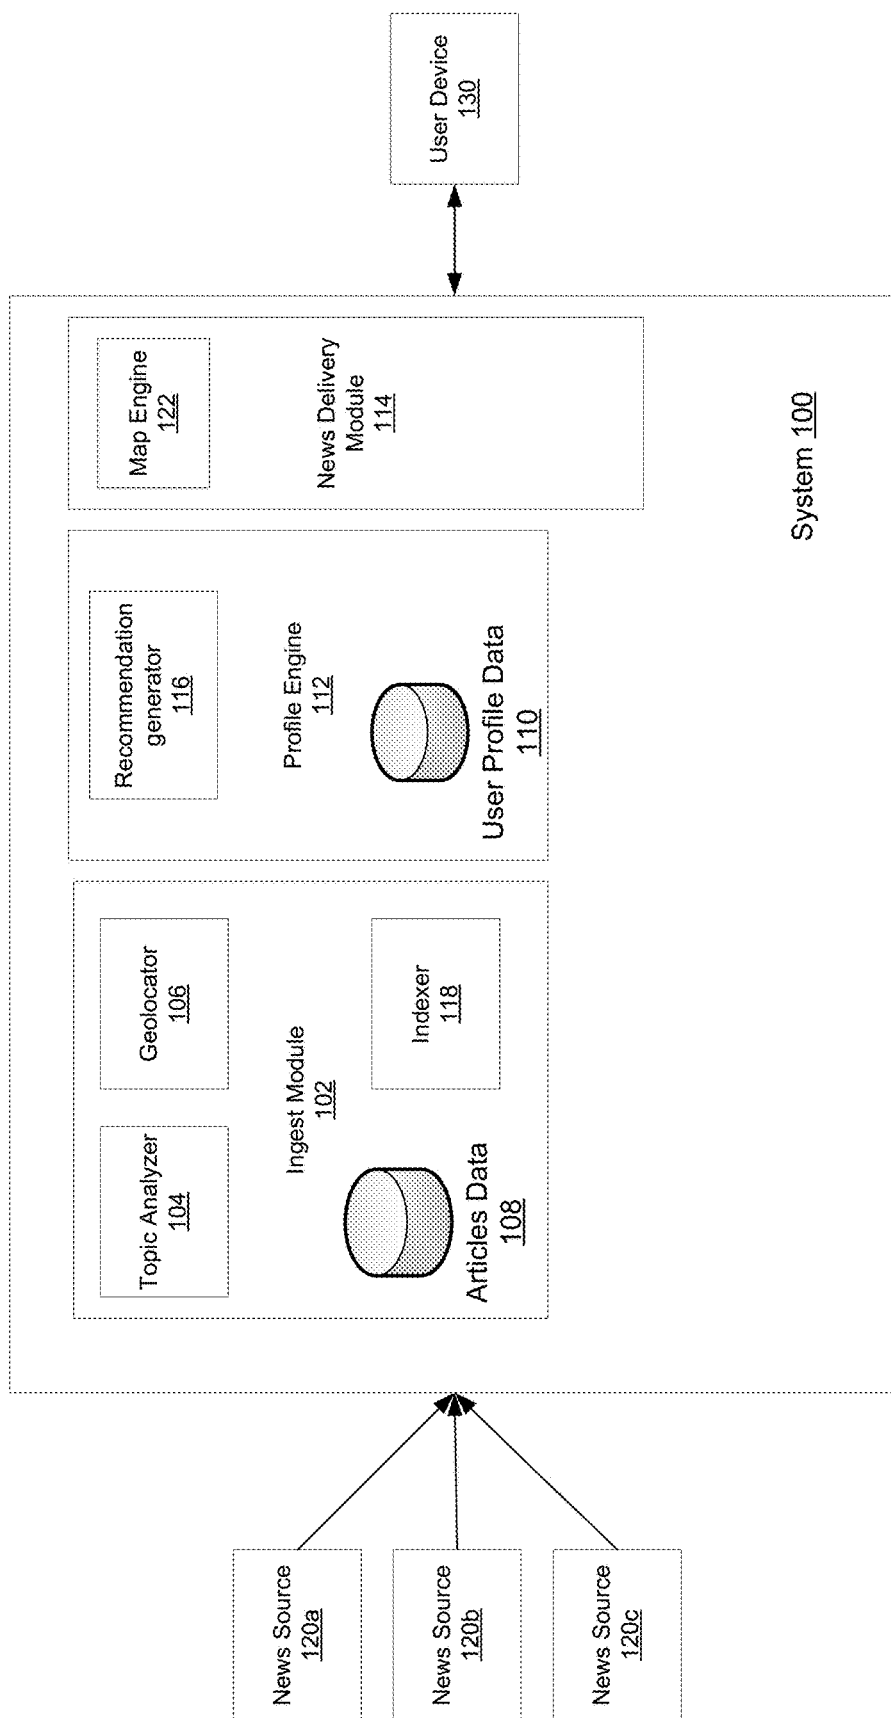 News Source
120a
News Source
120b
News Source
120c
Topic Analyzer
104
Geolocator
106
Ingest Module
102
Articles Data
108
Indexer
118
Recommendation
generator
116
Profile Engine
112
User Profile Data
110
Map Engine
122
News Delivery
Module
114
System 100
User Device
130